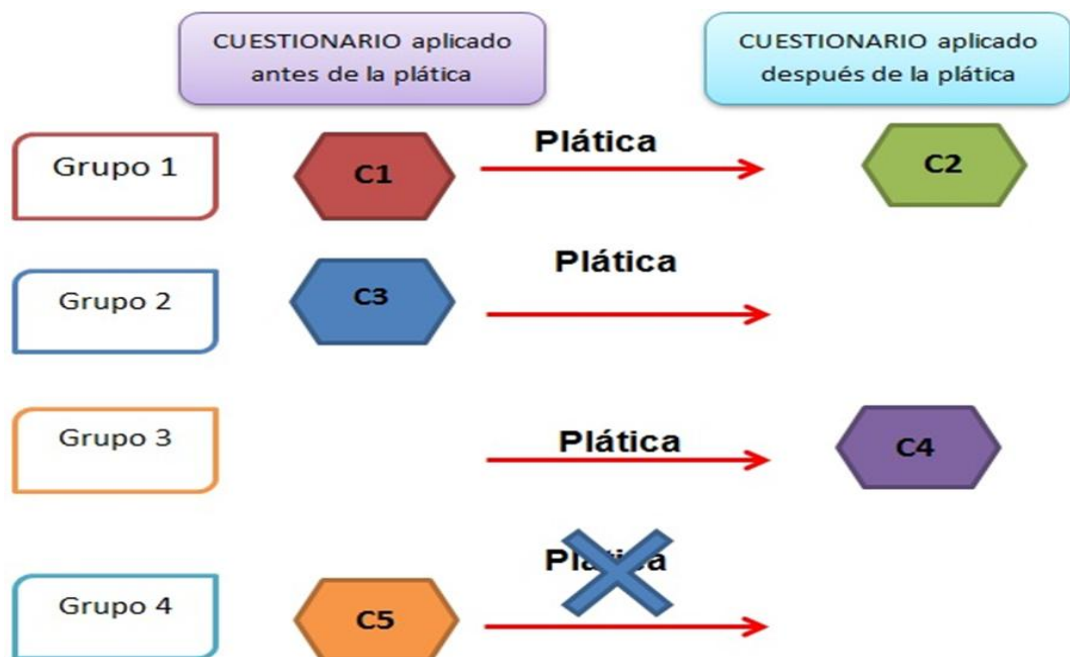 CUESTIONARIO aplicado
antes de la plática
CUESTIONARIO aplicado
después de la plática
Grupo 1
C1
Plática
C2
Grupo 2
C3
Plática
Grupo 3
Plática
C4
Grupo 4
C5
Plática